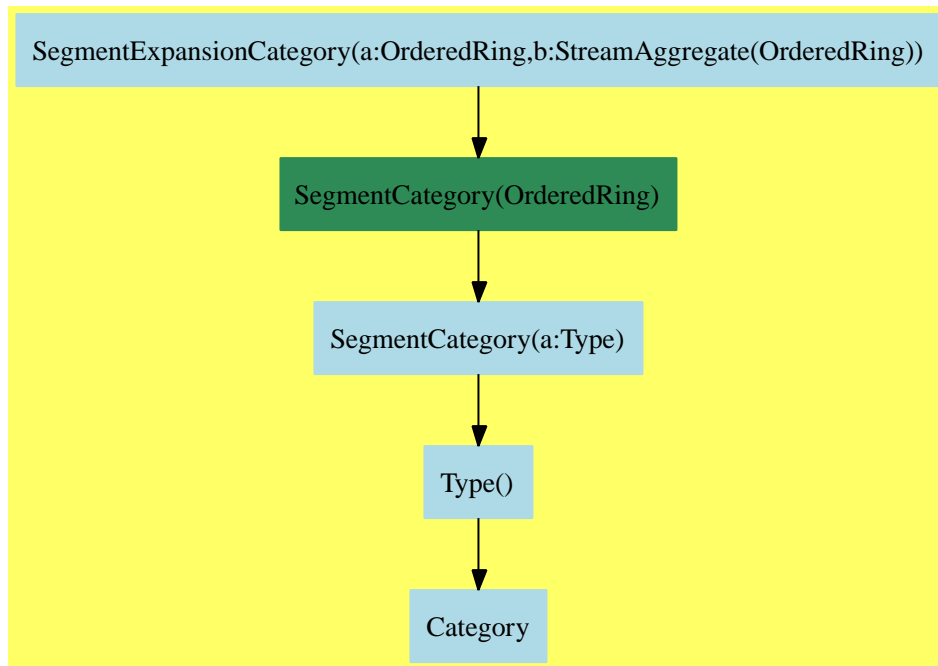 SegmentExpansionCategory(a:OrderedRing,b:StreamAggregate(OrderedRing))
SegmentCategory(OrderedRing)
SegmentCategory(a:Type)
Type()
Category